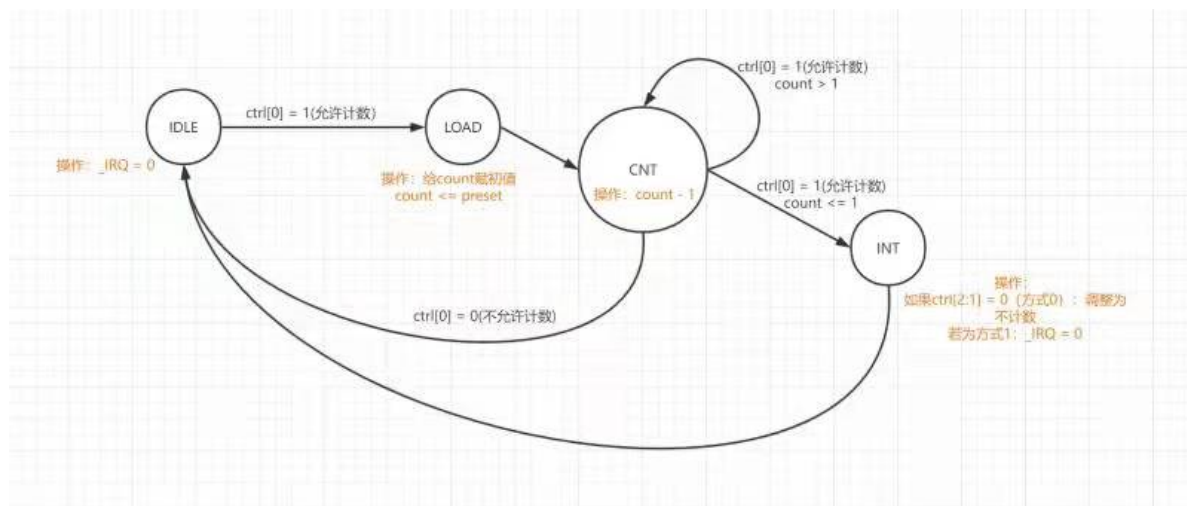 ctrl[0] = 1(允许计数)
count > 1
IDLE
ctrl[0] = 1(允许计数)
LOAD
操作：_IRQ = 0
操作：给count赋初值
count <= preset
CNT
操作：count - 1
ctrl[0] = 1(允许计数)
count <= 1
INT
操作：
如果ctrl[2:1] = 0（方式0）：调整为
不计数
若为方式1：_IRQ = 0
ctrl[0] = 0(不允许计数)